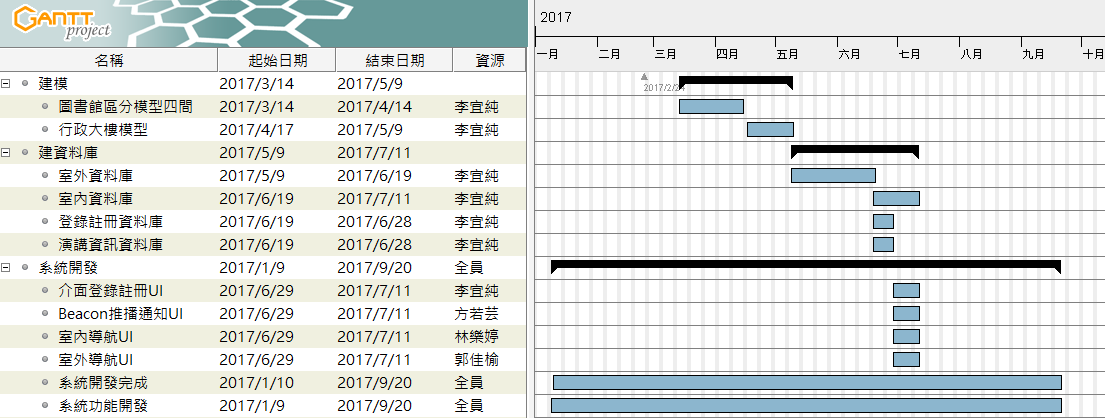 GANTT
project
2017
名稱 起始日期 結束日期 資源
一月 二月 三月 四月 五月 六月 七月 八月 九月 十月
建模 2017/3/14 2017/5/9
圖書館區分模型四間 2017/3/14 2017/4/14 李宜純
行政大樓模型 2017/4/17 2017/5/9 李宜純
建資料庫 2017/5/9 2017/7/11
室外資料庫 2017/5/9 2017/6/19 李宜純
室內資料庫 2017/6/19 2017/7/11 李宜純
登錄註冊資料庫 2017/6/19 2017/6/28 李宜純
演講資訊資料庫 2017/6/19 2017/6/28 李宜純
系統開發 2017/1/9 2017/9/20 全員
介面登錄註冊UI 2017/6/29 2017/7/11 李宜純
Beacon推播通知UI 2017/6/29 2017/7/11 方若芸
室內導航UI 2017/6/29 2017/7/11 林樂婷
室外導航UI 2017/6/29 2017/7/11 郭佳榆
系統開發完成 2017/1/10 2017/9/20 全員
系統功能開發 2017/1/9 2017/9/20 全員